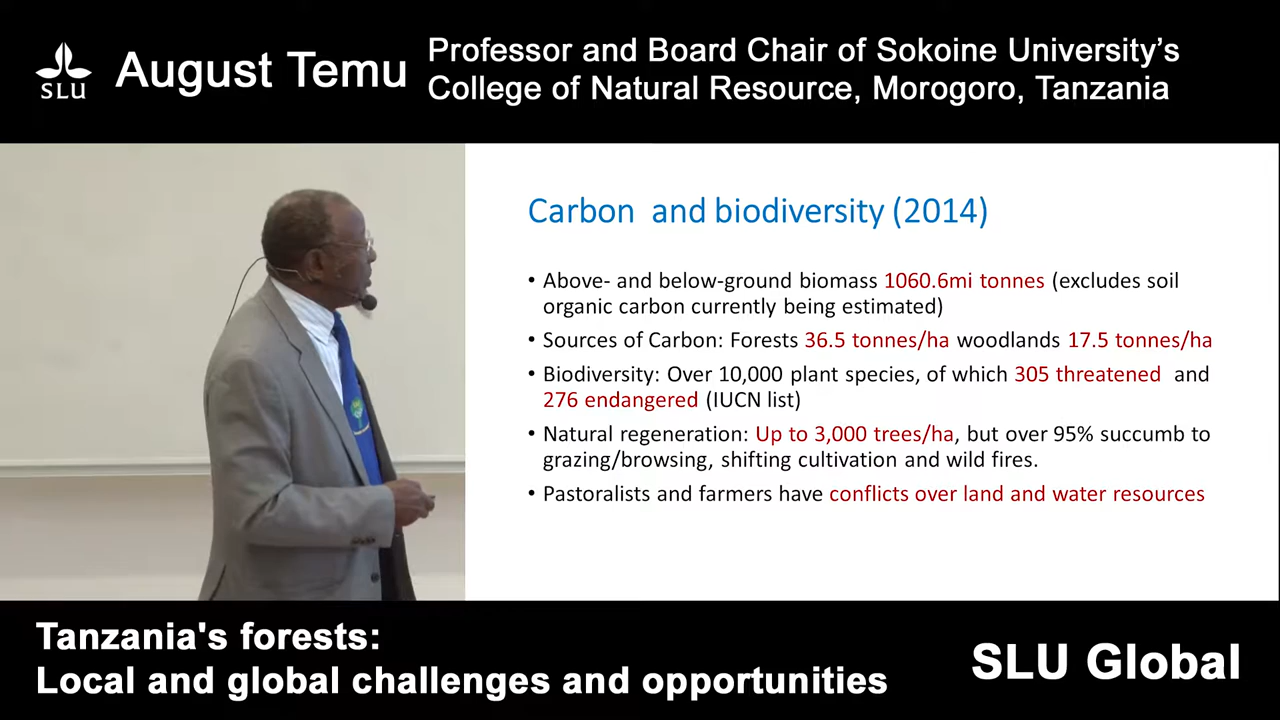 SLU
August Temu
Professor and Board Chair of Sokoine University’s
College of Natural Resource, Morogoro, Tanzania
Carbon  and biodiversity (2014)
• Above- and below-ground biomass 1060.6mi tonnes (excludes soil
organic carbon currently being estimated)
• Sources of Carbon: Forests 36.5 tonnes/ha woodlands 17.5 tonnes/ha
• Biodiversity: Over 10,000 plant species, of which 305 threatened  and
276 endangered (IUCN list)
• Natural regeneration: Up to 3,000 trees/ha, but over 95% succumb to
grazing/browsing, shifting cultivation and wild fires.
• Pastoralists and farmers have conflicts over land and water resources
Tanzania's forests:
Local and global challenges and opportunities
SLU Global